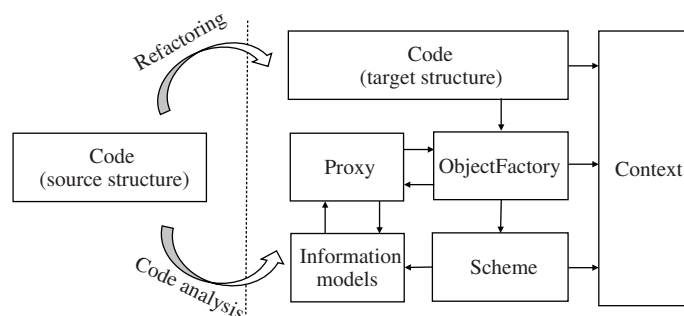 Refactoring
Code
(target structure)
Code
(source structure)
Proxy
ObjectFactory
Context
Information
models
Scheme
Code analysis